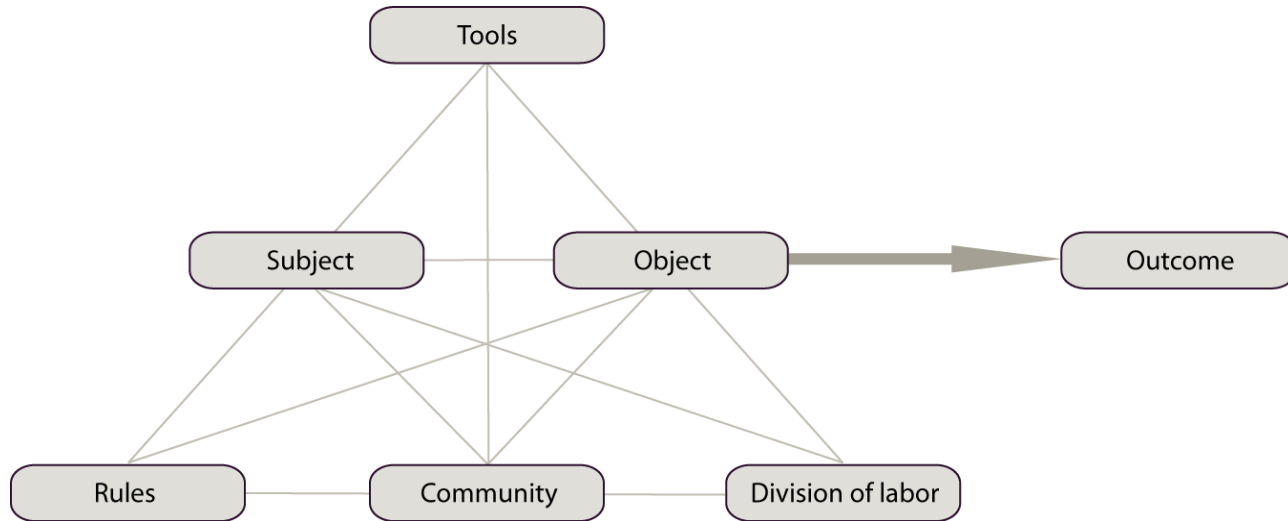 Tools
Subject
Object
Outcome
Rules
Community
Division of labor